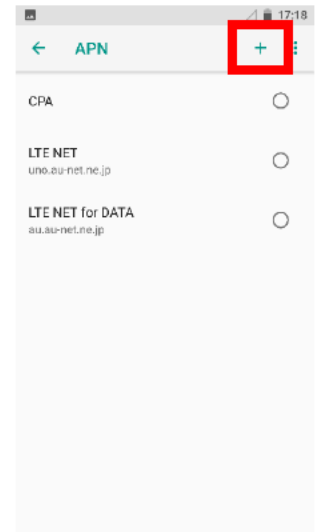 17:18
← APN + ⋮
CPA
LTE NET
uno.au-net.ne.jp
LTE NET for DATA
au.au-net.ne.jp